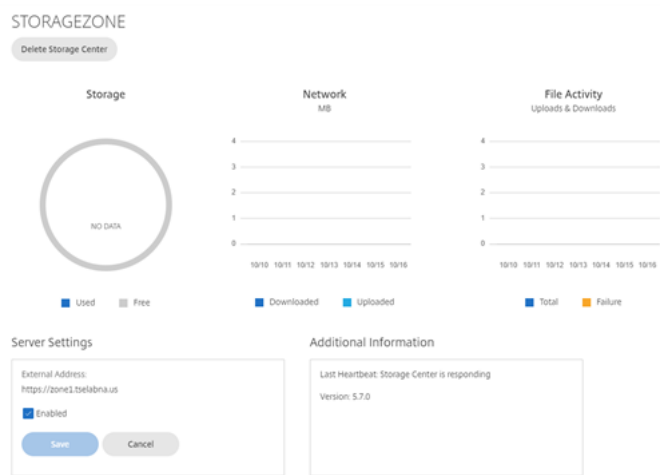 STORAGEZONE
Delete Storage Center
Storage
NO DATA
Used
Free
Network
MB
4
3
2
1
0
10/10 10/11 10/12 10/13 10/14 10/15 10/16
Downloaded
Uploaded
File Activity
Uploads & Downloads
4
3
2
1
0
10/10 10/11 10/12 10/13 10/14 10/15 10/16
Total
Failure
Server Settings
External Address:
https://zone1.tselabna.us
Enabled
Save
Cancel
Additional Information
Last Heartbeat: Storage Center is responding
Version: 5.7.0